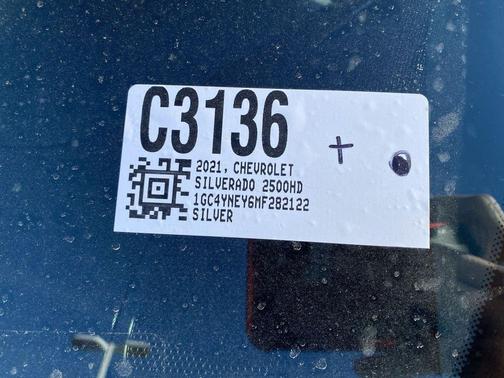 C3136
+
2021, CHEVROLET
SILVERADO 2500HD
1GC4YNEY6MF282122
SILVER